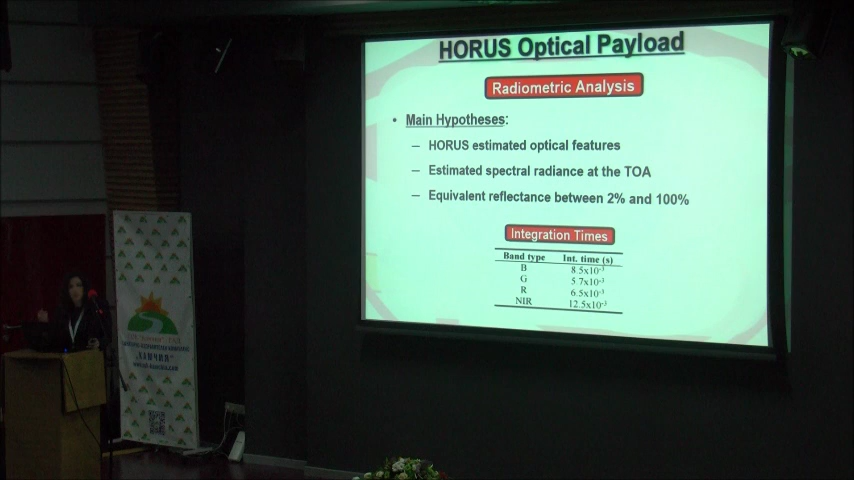 HORUS Optical Payload
Radiometric Analysis
• Main Hypotheses:
– HORUS estimated optical features
– Estimated spectral radiance at the TOA
– Equivalent reflectance between 2% and 100%
Integration Times
Band type Int. time (s)
B 8.5x10⁻³
G 5.7x10⁻³
R 6.5x10⁻³
NIR 12.5x10⁻³